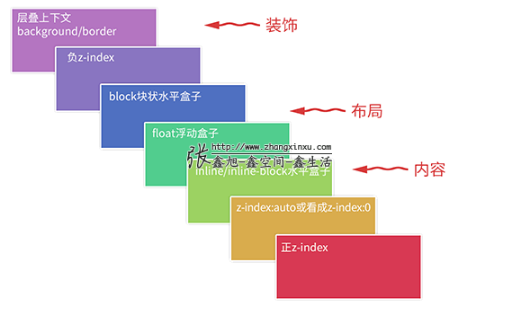 层叠上下文
background/border
装饰
负z-index
block块状水平盒子
布局
float浮动盒子
张
http://www.zhangxinxu.com
鑫旭-鑫空间-鑫生活
inline/inline-block水平盒子
内容
z-index:auto或看成z-index:0
正z-index